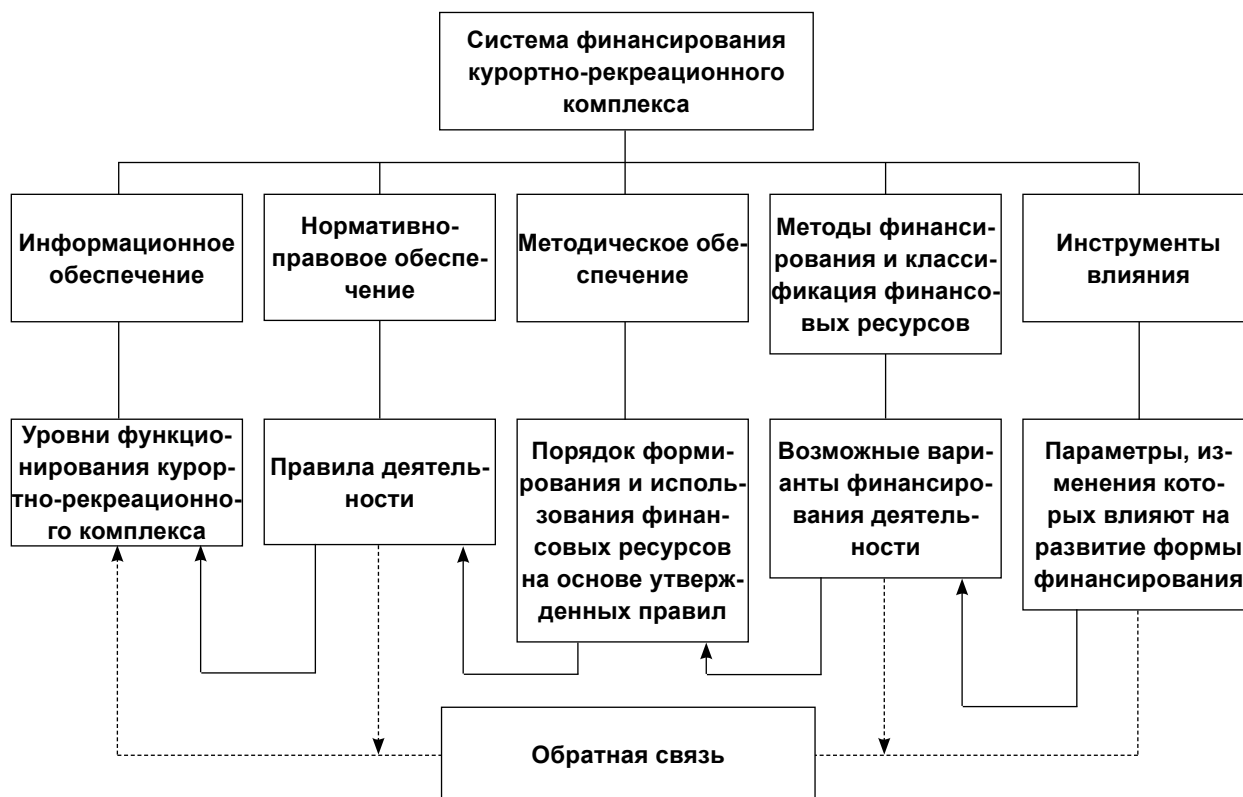 Система финансирования
курортно-рекреационного
комплекса
Информационное
обеспечение
Нормативно-
правовое обеспе-
чение
Методическое обе-
спечение
Методы финанси-
рования и класси-
фикация финансо-
вых ресурсов
Инструменты
влияния
Уровни функцио-
нирования курор-
тно-рекреационно-
го комплекса
Правила деятель-
ности
Порядок форми-
рования и исполь-
зования финан-
совых ресурсов
на основе утверж-
денных правил
Возможные вари-
анты финансиро-
вания деятель-
ности
Параметры, из-
менения кото-
рых влияют на
развитие формы
финансирования
Обратная связь